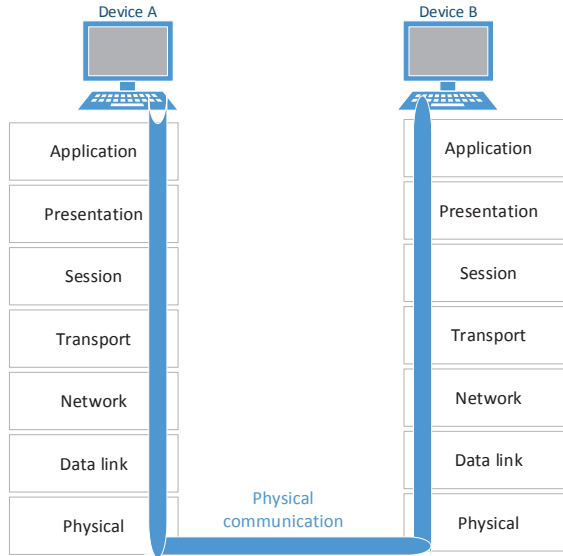 Device A
Device B
Application
Application
Presentation
Presentation
Session
Session
Transport
Transport
Network
Network
Data link
Data link
Physical
communication
Physical
Physical